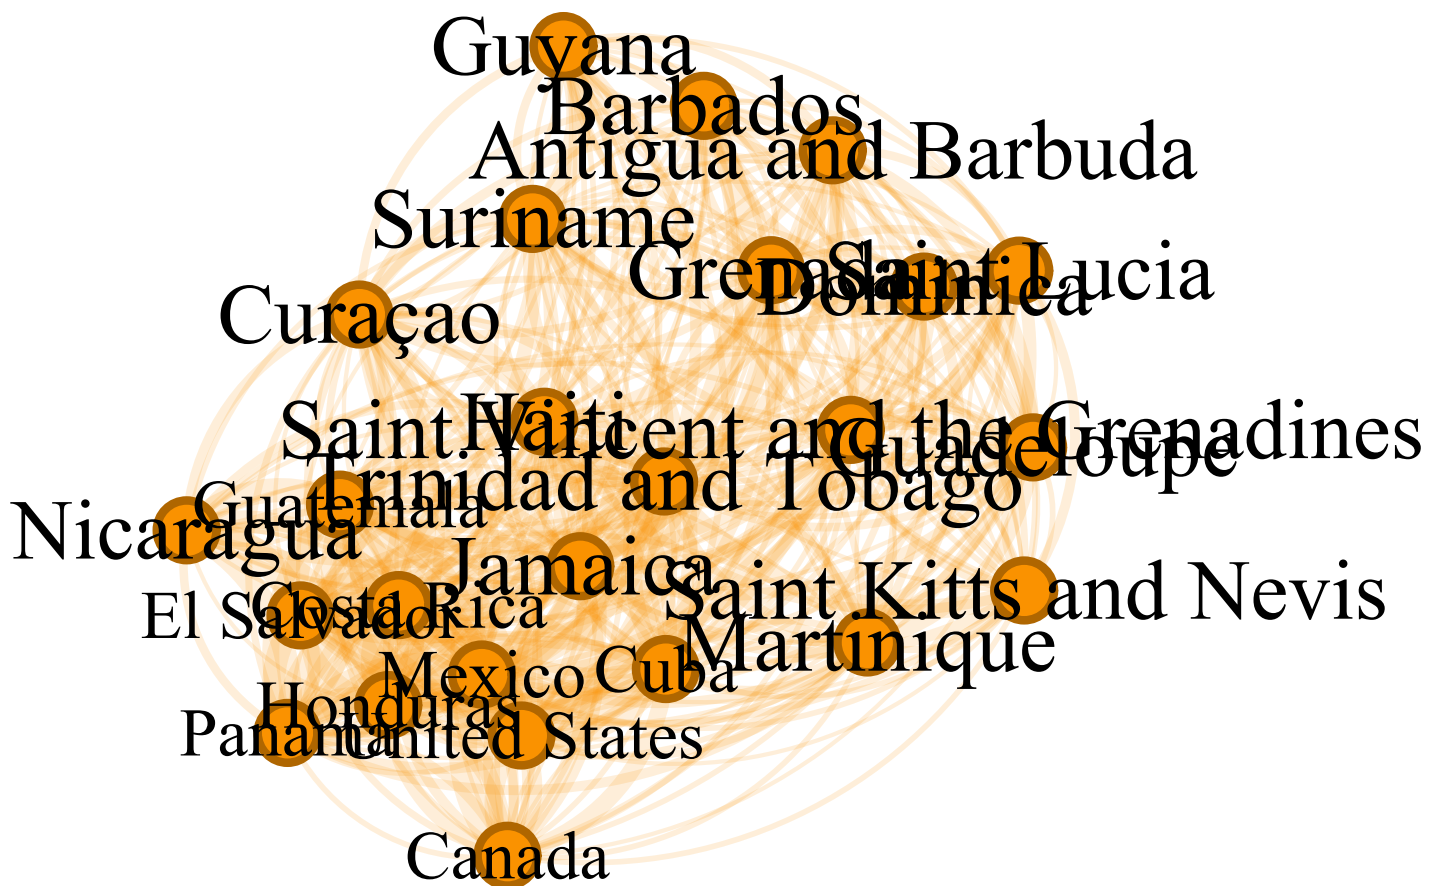 Guyana
Barbados
Antigua and Barbuda
Suriname
Grenada
Saint Lucia
Dominica
Curaçao
Haiti
Saint Vincent and the Grenadines
Guadeloupe
Trinidad and Tobago
Guatemala
Nicaragua
Jamaica
Saint Kitts and Nevis
Costa Rica
El Salvador
Martinique
Mexico
Cuba
Honduras
Panama
United States
Canada